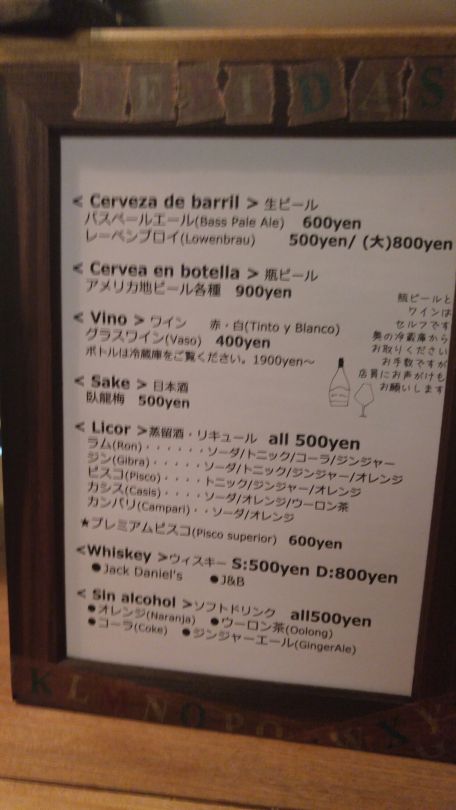 BEBIDAS
< Cerveza de barril > 生ビール
バスペールエール(Bass Pale Ale) 600yen
レーベンブロイ(Lowenbrau) 500yen/ (大)800yen
< Cervea en botella > 瓶ビール
アメリカ地ビール各種 900yen
< Vino > ワイン 赤・白(Tinto y Blanco)
グラスワイン(Vaso) 400yen
ボトルは冷蔵庫をご覧ください。1900yen～
瓶ビールと
ワインは
セルフです
奥の冷蔵庫から
お取りください
お手数ですが
店員にお声がけも
お願いします
< Sake > 日本酒
臥龍梅 500yen
< Licor >蒸留酒・リキュール all 500yen
ラム(Ron)・・・・・・ソーダ/トニック/コーラ/ジンジャー
ジン(Gibra)・・・・・ソーダ/トニック/ジンジャー/オレンジ
ピスコ(Pisco)・・・・トニック/ジンジャー/オレンジ
カシス(Casis)・・・・ソーダ/オレンジ/ウーロン茶
カンパリ(Campari)・・ソーダ/オレンジ
★プレミアムピスコ(Pisco superior) 600yen
<Whiskey >ウィスキー S:500yen D:800yen
●Jack Daniel's ●J&B
< Sin alcohol >ソフトドリンク all500yen
●オレンジ(Naranja) ●ウーロン茶(Oolong)
●コーラ(Coke) ●ジンジャーエール(GingerAle)